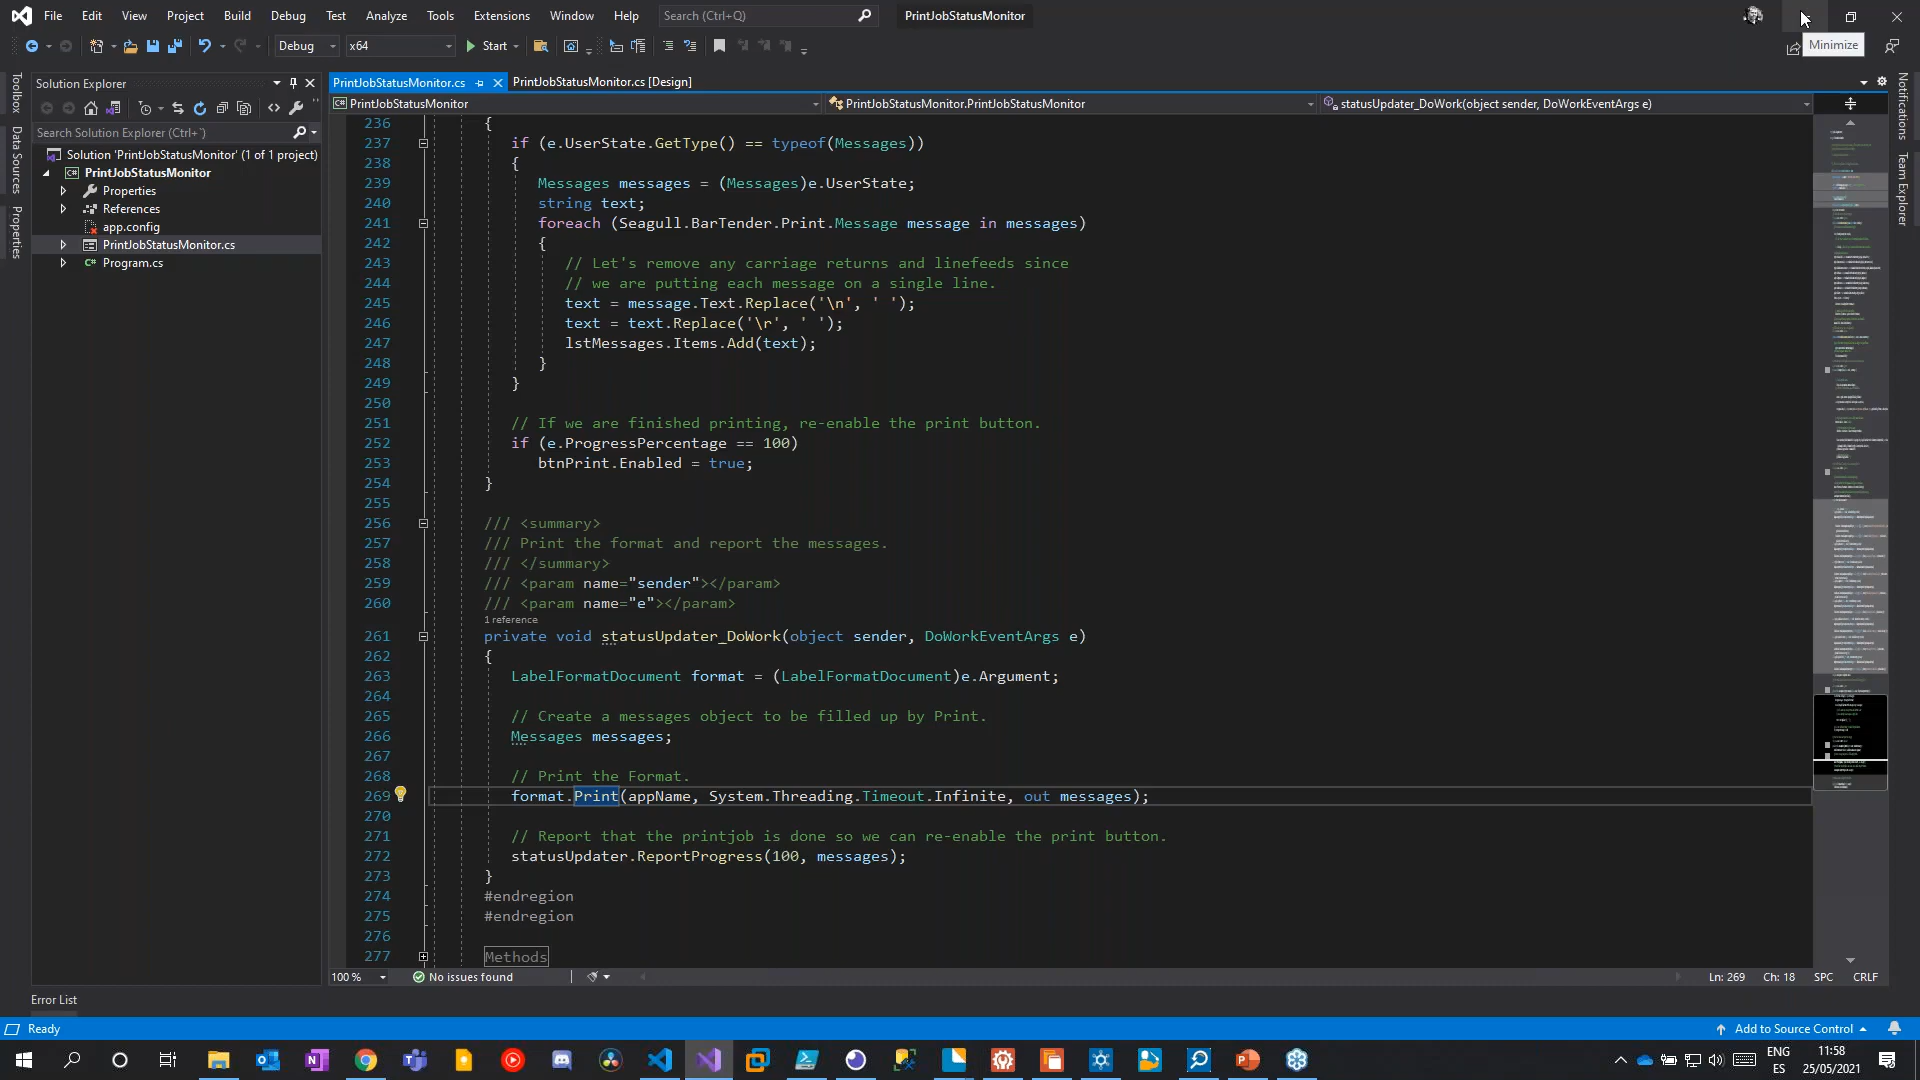 File Edit View Project Build Debug Test Analyze Tools Extensions Window Help Search (Ctrl+Q) PrintJobStatusMonitor
Debug x64 Start
Minimize
Toolbox
Data Sources
Properties
Solution Explorer
Search Solution Explorer (Ctrl+`)
Solution 'PrintJobStatusMonitor' (1 of 1 project)
PrintJobStatusMonitor
Properties
References
app.config
PrintJobStatusMonitor.cs
Program.cs
PrintJobStatusMonitor.cs PrintJobStatusMonitor.cs [Design]
PrintJobStatusMonitor PrintJobStatusMonitor.PrintJobStatusMonitor statusUpdater_DoWork(object sender, DoWorkEventArgs e)
236 {
237 if (e.UserState.GetType() == typeof(Messages))
238 {
239 Messages messages = (Messages)e.UserState;
240 string text;
241 foreach (Seagull.BarTender.Print.Message message in messages)
242 {
243 // Let's remove any carriage returns and linefeeds since
244 // we are putting each message on a single line.
245 text = message.Text.Replace('\n', ' ');
246 text = text.Replace('\r', ' ');
247 lstMessages.Items.Add(text);
248 }
249 }
250
251 // If we are finished printing, re-enable the print button.
252 if (e.ProgressPercentage == 100)
253 btnPrint.Enabled = true;
254 }
255
256 /// <summary>
257 /// Print the format and report the messages.
258 /// </summary>
259 /// <param name="sender"></param>
260 /// <param name="e"></param>
1 reference
261 private void statusUpdater_DoWork(object sender, DoWorkEventArgs e)
262 {
263 LabelFormatDocument format = (LabelFormatDocument)e.Argument;
264
265 // Create a messages object to be filled up by Print.
266 Messages messages;
267
268 // Print the Format.
269 format.Print(appName, System.Threading.Timeout.Infinite, out messages);
270
271 // Report that the printjob is done so we can re-enable the print button.
272 statusUpdater.ReportProgress(100, messages);
273 }
274 #endregion
275 #endregion
276
277 Methods
Notifications
Team Explorer
100 % No issues found Ln: 269 Ch: 18 SPC CRLF
Error List
Ready Add to Source Control
ENG 11:58
ES 25/05/2021